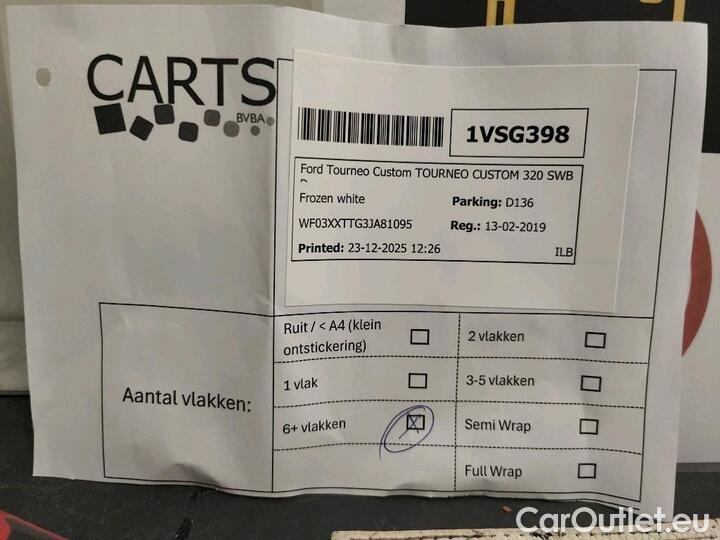 CARTS
BVBA
1VSG398
Ford Tourneo Custom TOURNEO CUSTOM 320 SWB
Frozen white
Parking: D136
WF03XXTTG3JA81095
Reg.: 13-02-2019
Printed: 23-12-2025 12:26
ILB
Aantal vlakken:
Ruit / < A4 (klein
ontstickering)
2 vlakken
1 vlak
3-5 vlakken
6+ vlakken
Semi Wrap
Full Wrap
CarOutlet.eu